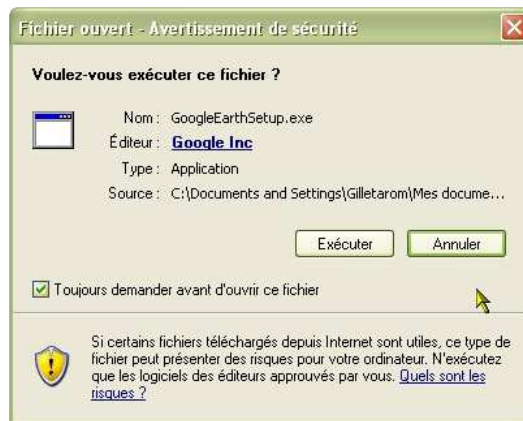 Fichier ouvert - Avertissement de sécurité
Voulez-vous exécuter ce fichier ?
Nom : GoogleEarthSetup.exe
Éditeur : Google Inc
Type : Application
Source : C:\Documents and Settings\Gilletarom\Mes docume...
Exécuter Annuler
Toujours demander avant d'ouvrir ce fichier
Si certains fichiers téléchargés depuis Internet sont utiles, ce type de
fichier peut présenter des risques pour votre ordinateur. N'exécutez
que les logiciels des éditeurs approuvés par vous. Quels sont les
risques ?